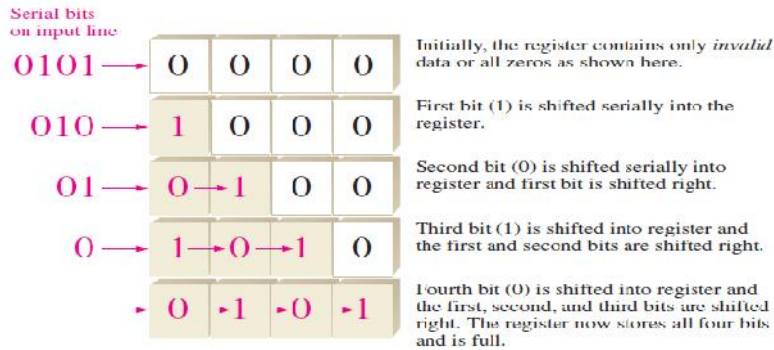 Serial bits
on input line
0101 0 0 0 0
Initially, the register contains only invalid
data or all zeros as shown here.
010 1 0 0 0
First bit (1) is shifted serially into the
register.
01 0 1 0 0
Second bit (0) is shifted serially into
register and first bit is shifted right.
0 1 0 1 0
Third bit (1) is shifted into register and
the first and second bits are shifted right.
0 1 0 1
Fourth bit (0) is shifted into register and
the first, second, and third bits are shifted
right. The register now stores all four bits
and is full.